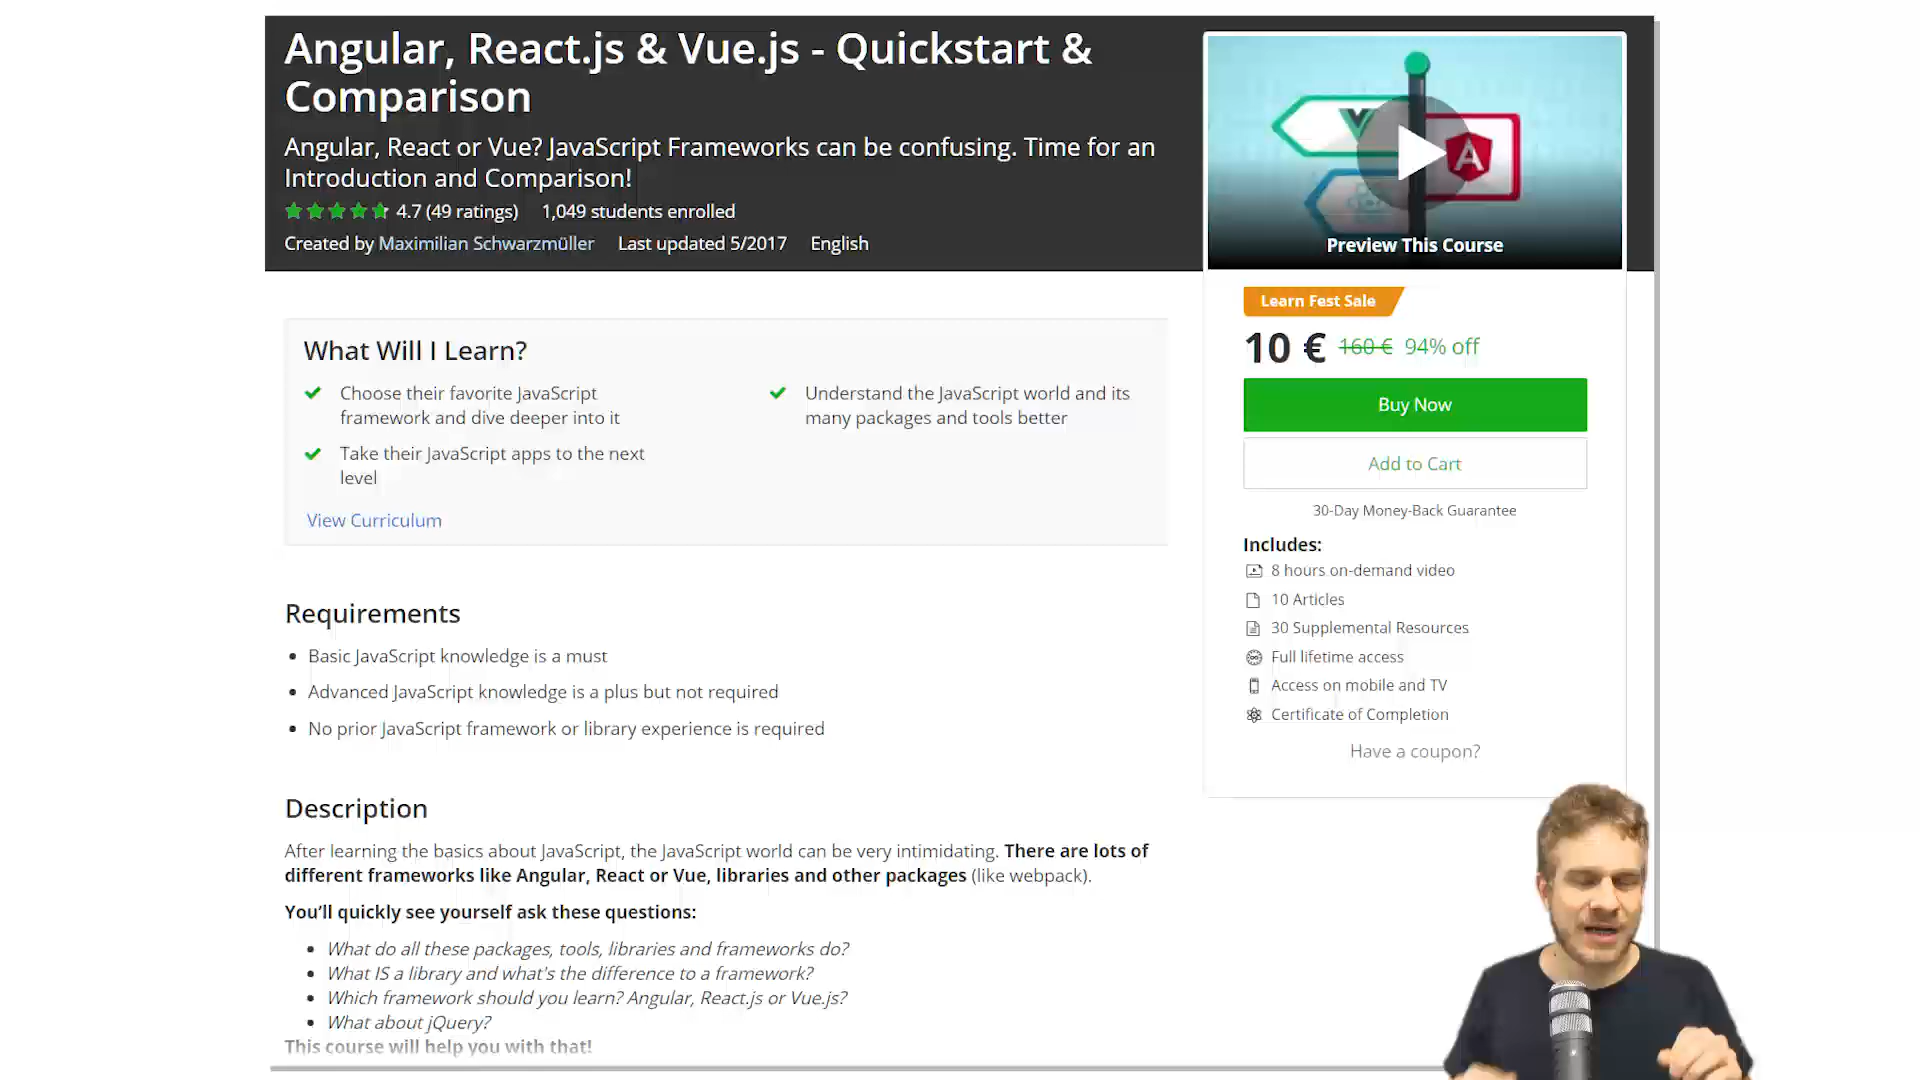 Angular, React.js & Vue.js - Quickstart &
Comparison
Angular, React or Vue? JavaScript Frameworks can be confusing. Time for an
Introduction and Comparison!
4.7 (49 ratings) 1,049 students enrolled
Created by Maximilian Schwarzmüller Last updated 5/2017 English
Preview This Course
Learn Fest Sale
10 € 160 € 94% off
Buy Now
Add to Cart
30-Day Money-Back Guarantee
Includes:
8 hours on-demand video
10 Articles
30 Supplemental Resources
Full lifetime access
Access on mobile and TV
Certificate of Completion
Have a coupon?
What Will I Learn?
Choose their favorite JavaScript
framework and dive deeper into it
Take their JavaScript apps to the next
level
Understand the JavaScript world and its
many packages and tools better
View Curriculum
Requirements
Basic JavaScript knowledge is a must
Advanced JavaScript knowledge is a plus but not required
No prior JavaScript framework or library experience is required
Description
After learning the basics about JavaScript, the JavaScript world can be very intimidating. There are lots of
different frameworks like Angular, React or Vue, libraries and other packages (like webpack).
You'll quickly see yourself ask these questions:
What do all these packages, tools, libraries and frameworks do?
What IS a library and what's the difference to a framework?
Which framework should you learn? Angular, React.js or Vue.js?
What about jQuery?
This course will help you with that!